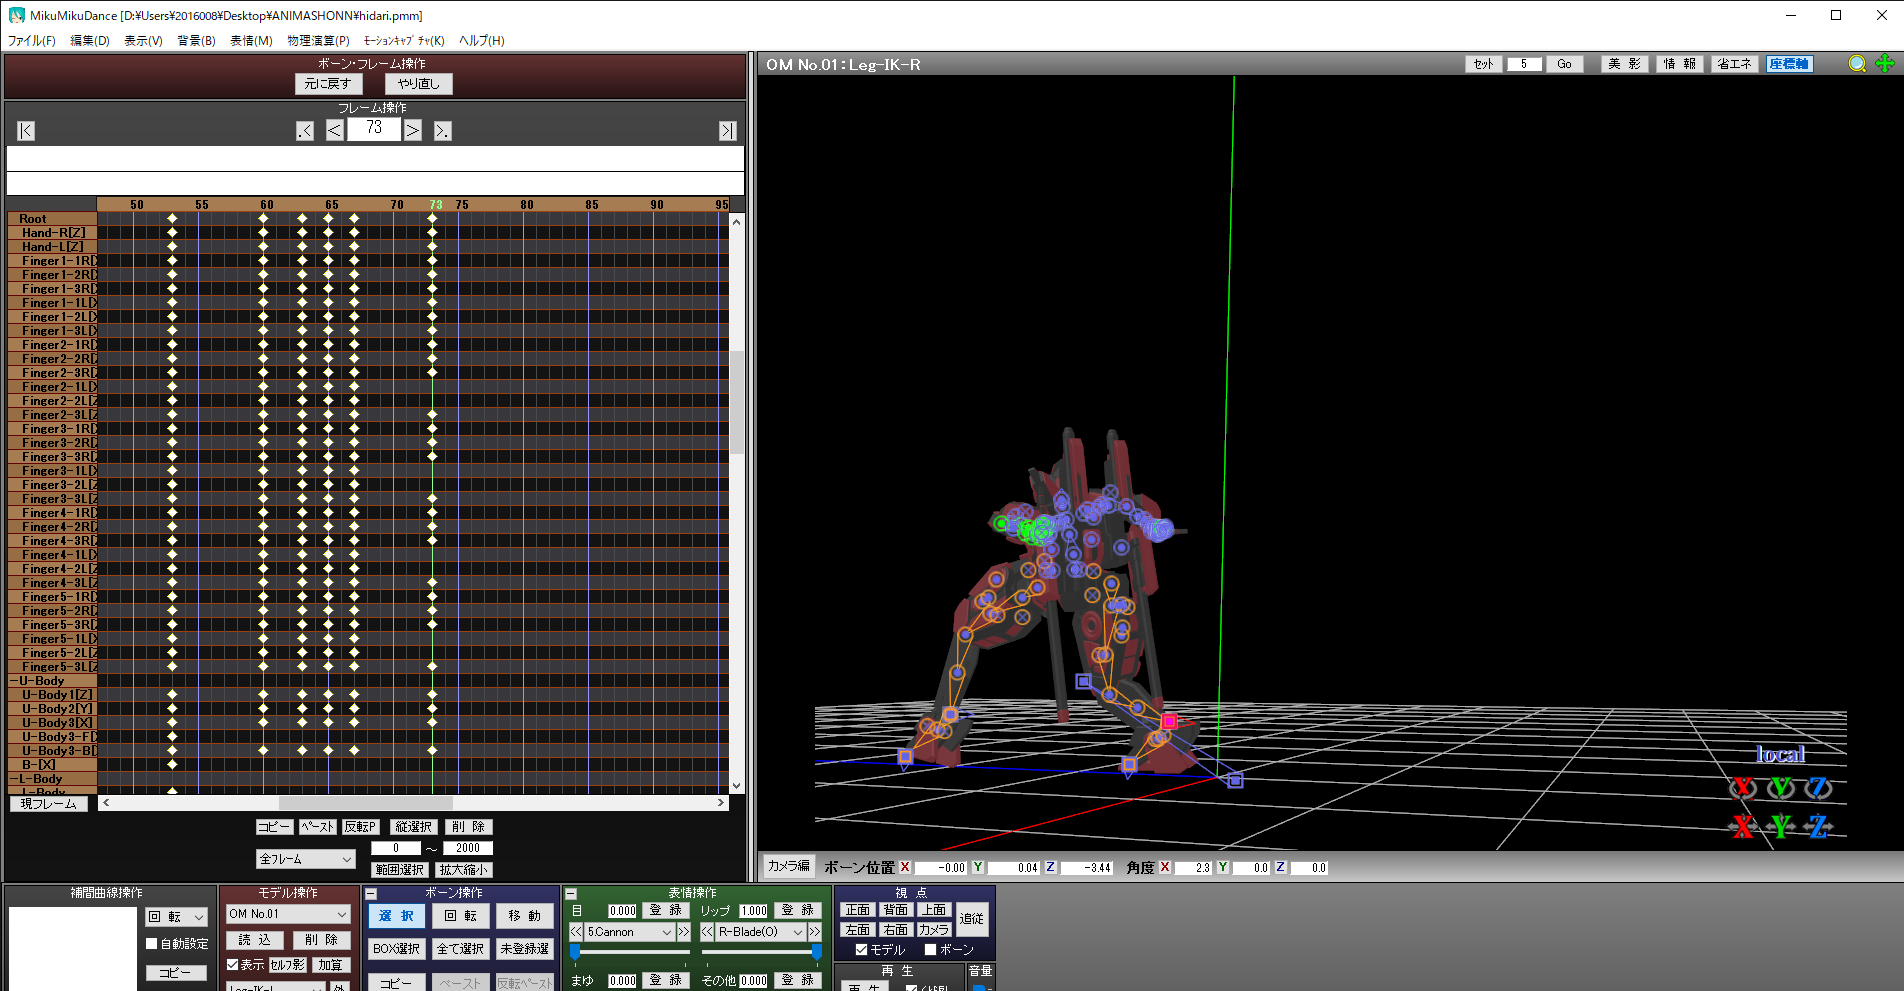 MikuMikuDance [D:¥Users¥2016008¥Desktop¥ANIMASHONN¥hidari.pmm]
ファイル(F) 編集(D) 表示(V) 背景(B) 表情(M) 物理演算(P) ﾓｰｼｮﾝｷｬﾌﾟﾁｬ(K) ヘルプ(H)
ボーン・フレーム操作
元に戻す やり直し
フレーム操作
|< .< < 73 > >. >|
50 55 60 65 70 73 75 80 85 90 95
Root
Hand-R[Z]
Hand-L[Z]
Finger1-1R[
Finger1-2R[
Finger1-3R[
Finger1-1L[
Finger1-2L[
Finger1-3L[
Finger2-1R[
Finger2-2R[
Finger2-3R[
Finger2-1L[
Finger2-2L[
Finger2-3L[
Finger3-1R[
Finger3-2R[
Finger3-3R[
Finger3-1L[
Finger3-2L[
Finger3-3L[
Finger4-1R[
Finger4-2R[
Finger4-3R[
Finger4-1L[
Finger4-2L[
Finger4-3L[
Finger5-1R[
Finger5-2R[
Finger5-3R[
Finger5-1L[
Finger5-2L[
Finger5-3L[
-U-Body
U-Body1[Z]
U-Body2[Y]
U-Body3[X]
U-Body3-F[
U-Body3-B[
B-[X]
-L-Body
L-Body
現フレーム
コピー ペースト 反転P 縦選択 削 除
全フレーム 0 ～ 2000
範囲選択 拡大縮小
OM No.01:Leg-IK-R セット 5 Go 美 影 情 報 省エネ 座標軸
local
X Y Z
X Y Z
カメラ編 ボーン位置 X -0.00 Y 0.04 Z -3.44 角度 X 2.3 Y 0.0 Z 0.0
補間曲線操作
回 転
自動設定
コピー
モデル操作
OM No.01
読 込 削 除
表示 セルフ影 加算
Leg-IK-L 外
ボーン操作
選 択 回 転 移 動
BOX選択 全て選択 未登録選
コピー ペースト 反転ペースト
表情操作
目 0.000 登 録 リップ 1.000 登 録
<< 5.Cannon >> << R-Blade(O) >>
まゆ 0.000 登 録 その他 0.000 登 録
視 点
正面 背面 上面 追従
左面 右面 カメラ
モデル ボーン
再 生 音量
再 生